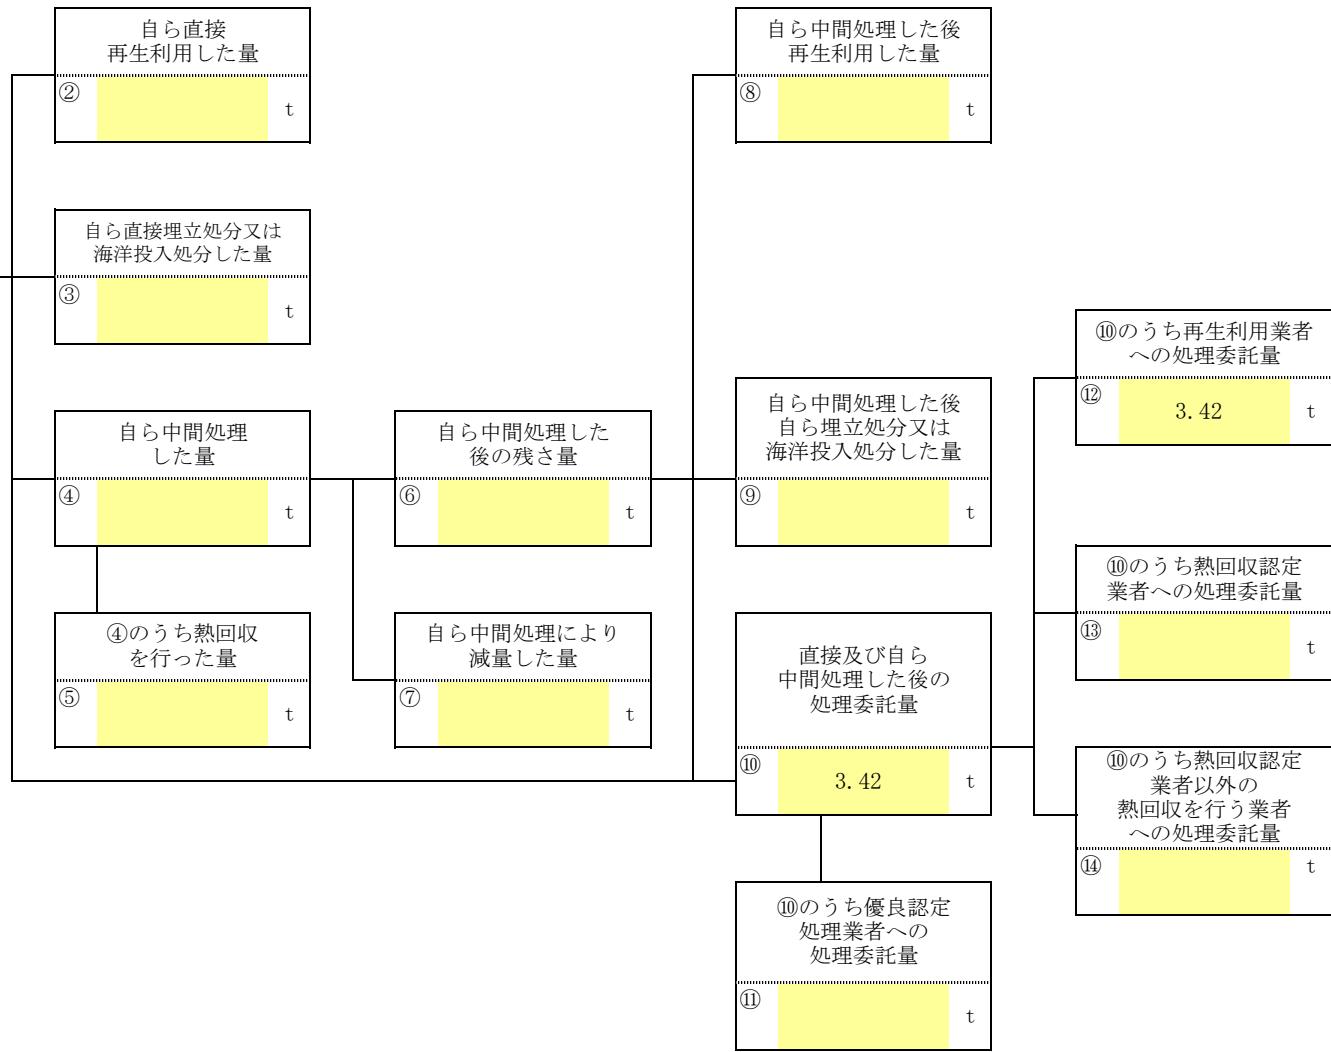 自ら直接
再生利用した量
②
t
自ら中間処理した後
再生利用した量
⑧
t
自ら直接埋立処分又は
海洋投入処分した量
③
t
⑩のうち再生利用業者
への処理委託量
⑫
3.42
t
自ら中間処理
した量
④
t
自ら中間処理した
後の残さ量
⑥
t
自ら中間処理した後
自ら埋立処分又は
海洋投入処分した量
⑨
t
⑩のうち熱回収認定
業者への処理委託量
⑬
t
④のうち熱回収
を行った量
⑤
t
自ら中間処理により
減量した量
⑦
t
直接及び自ら
中間処理した後の
処理委託量
⑩
3.42
t
⑩のうち熱回収認定
業者以外の
熱回収を行う業者
への処理委託量
⑭
t
⑩のうち優良認定
処理業者への
処理委託量
⑪
t